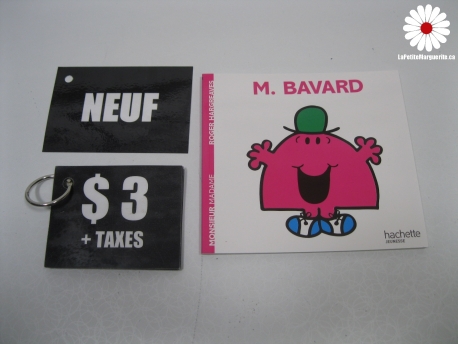 LaPetiteMarguerite.ca
NEUF
$ 3
+ TAXES
M. BAVARD
MONSIEUR MADAME
ROGER HARGREAVES
hachette
JEUNESSE